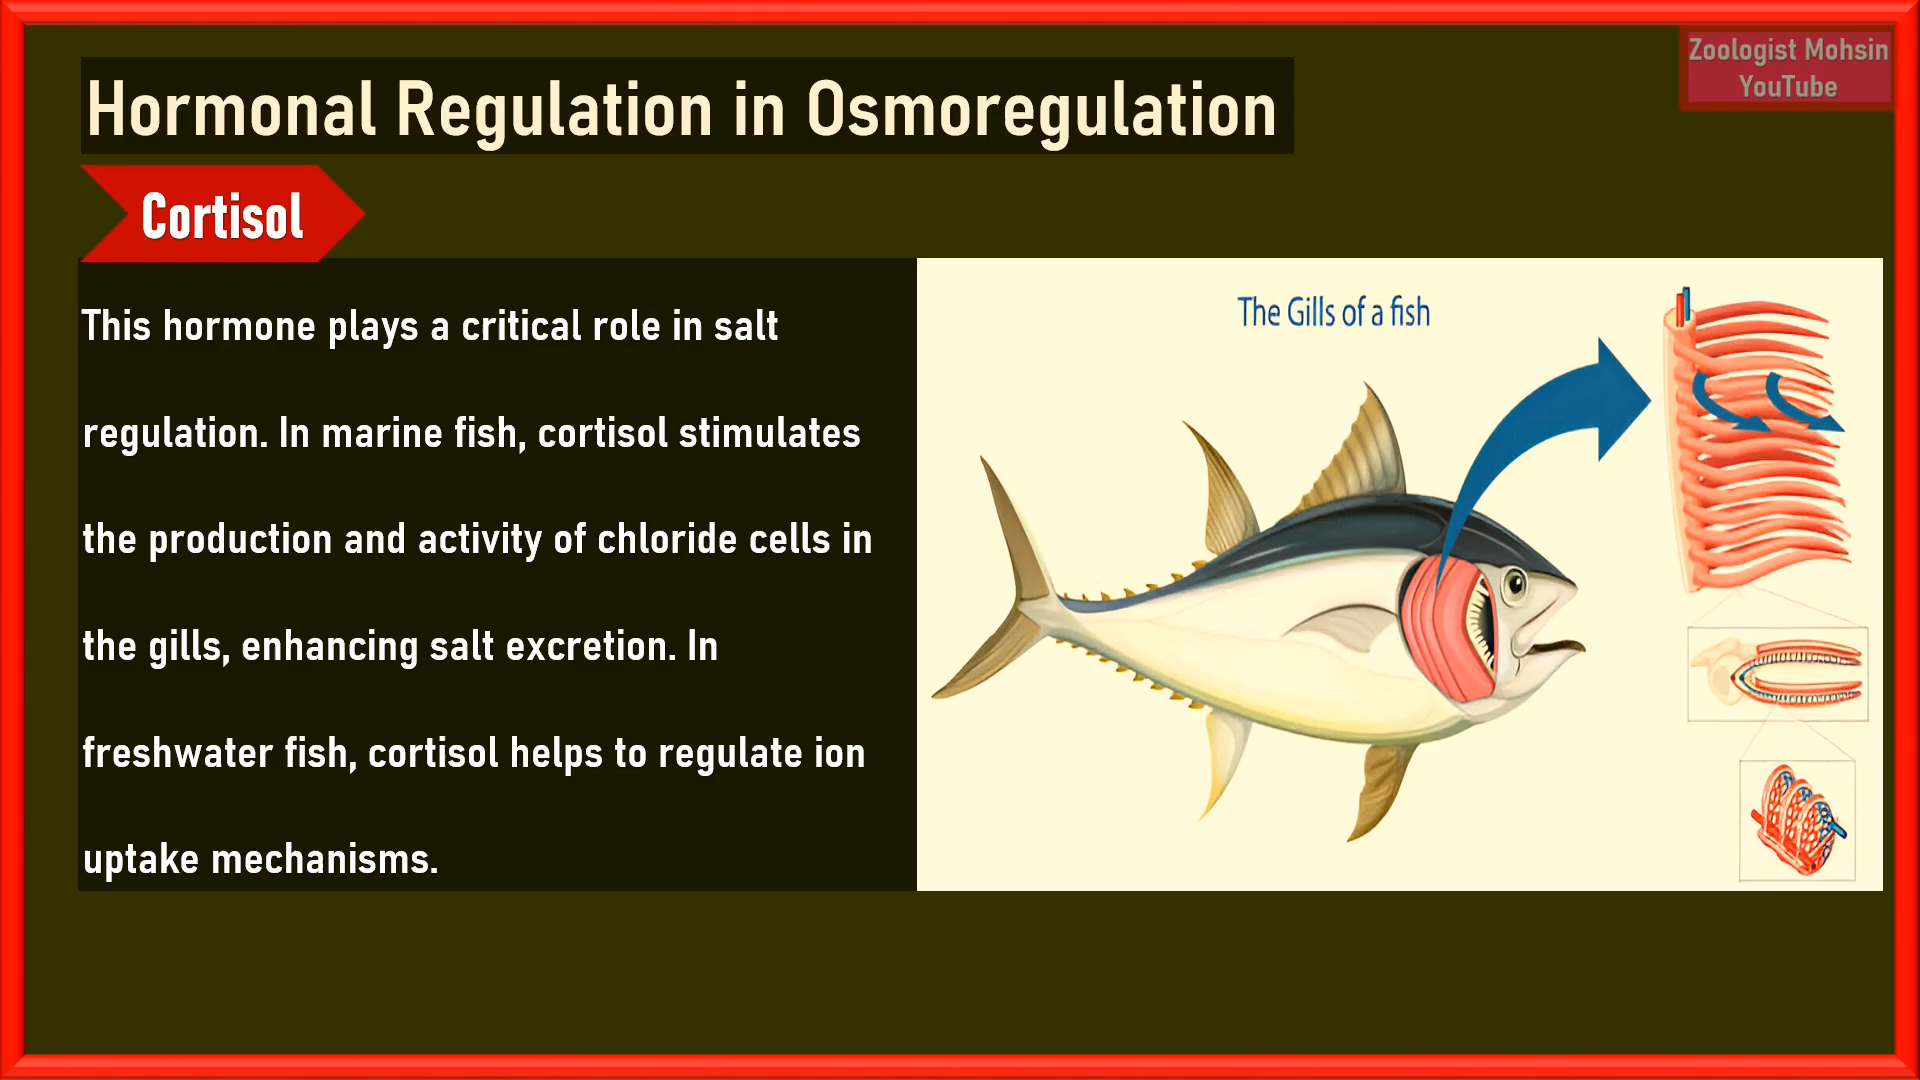 Zoologist Mohsin
YouTube
Hormonal Regulation in Osmoregulation
Cortisol
This hormone plays a critical role in salt
regulation. In marine fish, cortisol stimulates
the production and activity of chloride cells in
the gills, enhancing salt excretion. In
freshwater fish, cortisol helps to regulate ion
uptake mechanisms.
The Gills of a fish